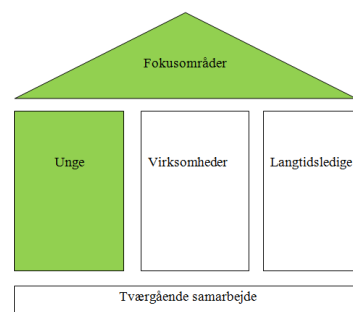 Fokusområder
Unge
Virksomheder
Langtidsledige
Tværgående samarbejde